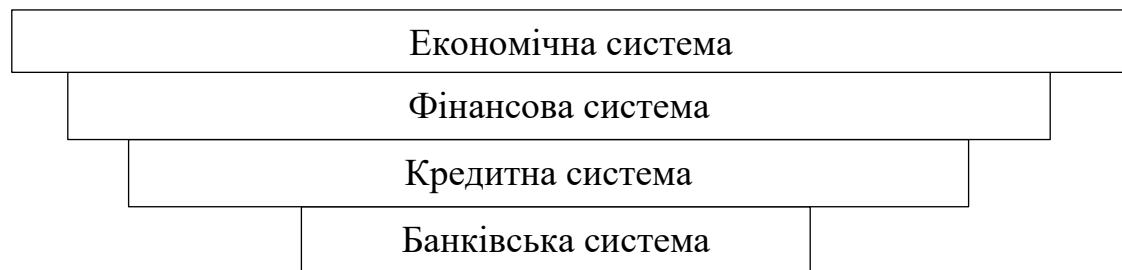 Економічна система
Фінансова система
Кредитна система
Банківська система